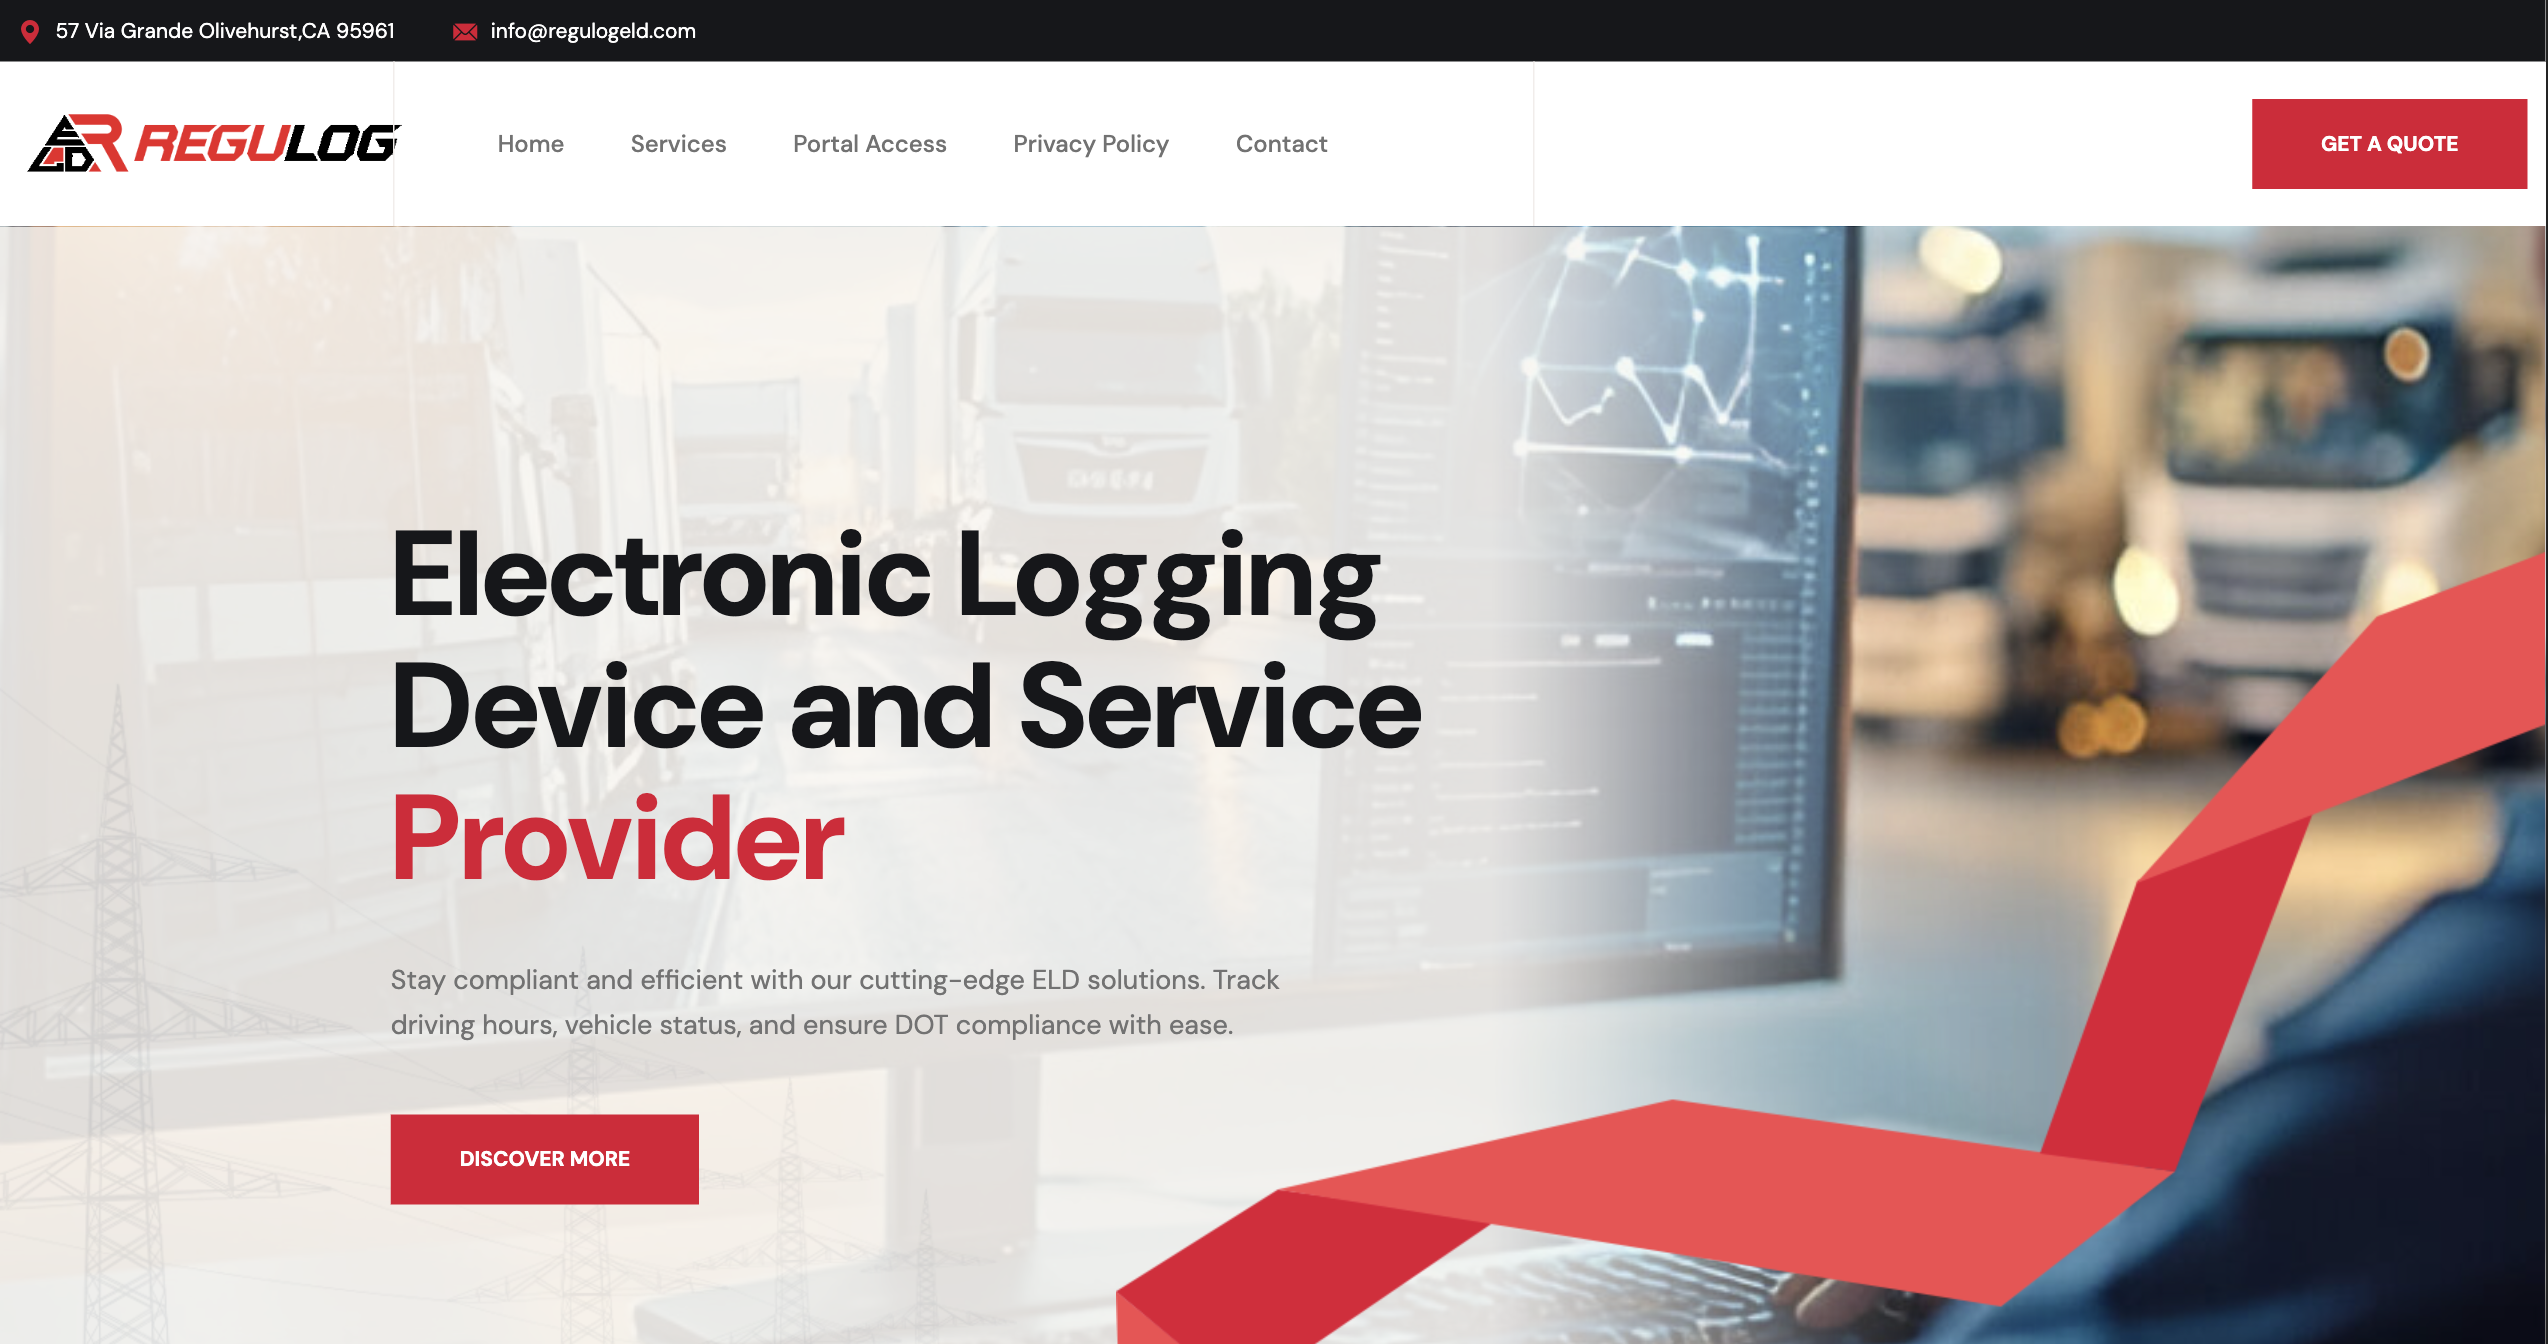 57 Via Grande Olivehurst,CA 95961
info@regulogeld.com
ELD R REGULOG
Home
Services
Portal Access
Privacy Policy
Contact
GET A QUOTE
Electronic Logging
Device and Service
Provider
Stay compliant and efficient with our cutting-edge ELD solutions. Track
driving hours, vehicle status, and ensure DOT compliance with ease.
DISCOVER MORE